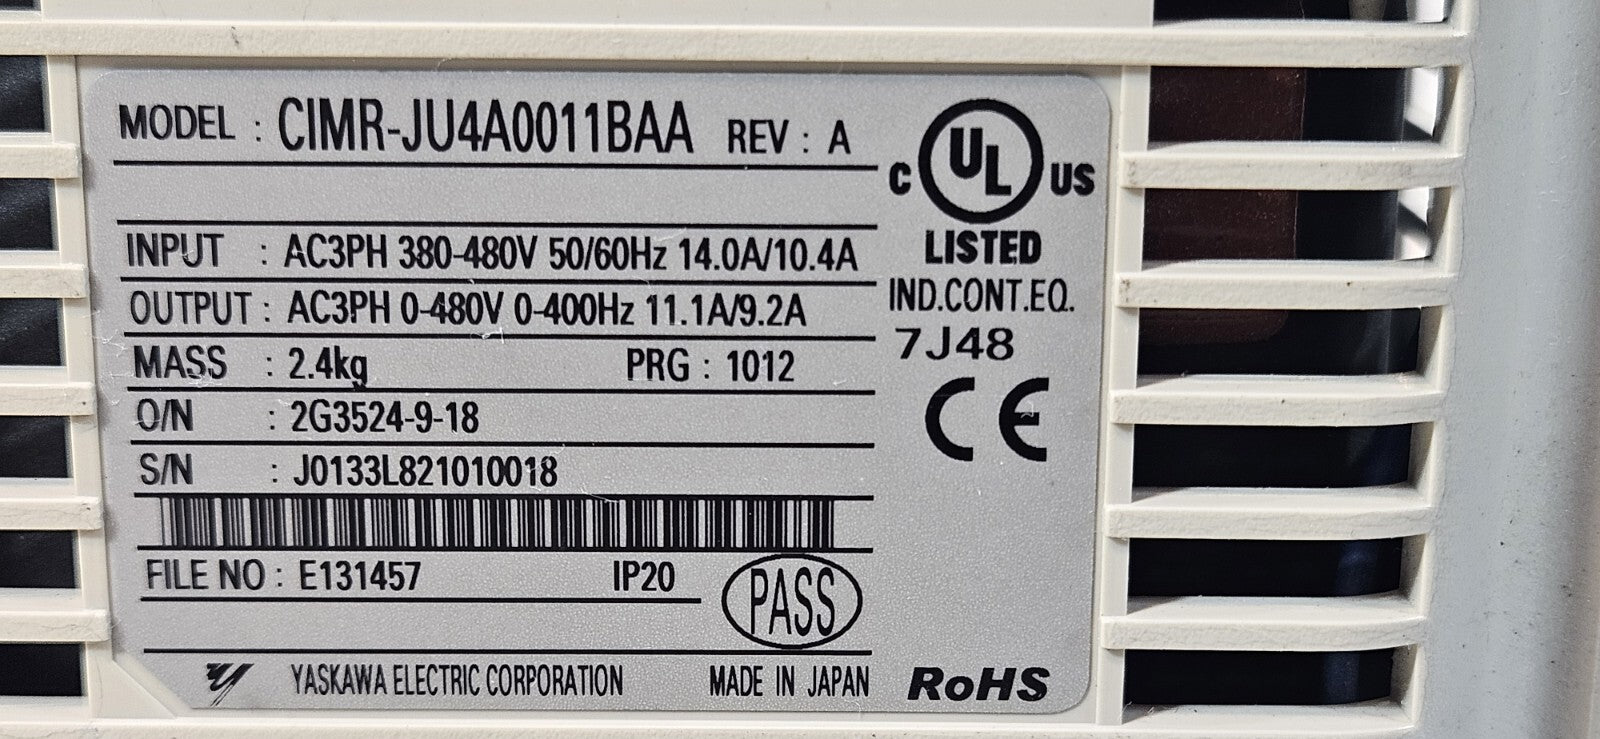 MODEL : CIMR-JU4A0011BAA REV : A
INPUT : AC3PH 380-480V 50/60Hz 14.0A/10.4A
OUTPUT : AC3PH 0-480V 0-400Hz 11.1A/9.2A
MASS : 2.4kg PRG : 1012
O/N : 2G3524-9-18
S/N : J0133L821010018
FILE NO : E131457 IP20
PASS
YASKAWA ELECTRIC CORPORATION MADE IN JAPAN
C UL US
LISTED
IND.CONT.EQ.
7J48
CE
RoHS